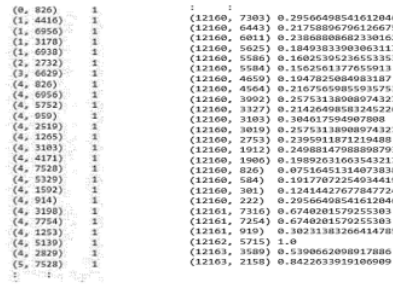 (0, 826) 1
(1, 4416) 1
(1, 6956) 1
(1, 3178) 1
(1, 6938) 1
(2, 2732) 1
(3, 6629) 1
(4, 826) 1
(4, 6956) 1
(4, 5752) 1
(4, 959) 1
(4, 2519) 1
(4, 1265) 1
(4, 3103) 1
(4, 4171) 1
(4, 7528) 1
(4, 5329) 1
(4, 1592) 1
(4, 914) 1
(4, 3198) 1
(4, 7754) 1
(4, 1253) 1
(4, 5139) 1
(4, 2829) 1
(5, 7528) 1
: :
: :
(12160, 7303) 0.2956649854161204
(12160, 6443) 0.2175889679612667
(12160, 6011) 0.2386880868233016
(12160, 5625) 0.1849383390306311
(12160, 5586) 0.1602539523655335
(12160, 5584) 0.1562561377655913
(12160, 4659) 0.1947825084983187
(12160, 4564) 0.2167565985593575
(12160, 3992) 0.2575313890897432
(12160, 3327) 0.2142649858324522
(12160, 3103) 0.304617594907808
(12160, 3019) 0.2575313890897432
(12160, 2753) 0.2395911871219488
(12160, 1912) 0.2498814798889879
(12160, 1906) 0.1989263166354321
(12160, 826) 0.0751645131407383
(12160, 584) 0.1917707225493441
(12160, 301) 0.1241442767784772
(12160, 222) 0.2956649854161204
(12161, 7316) 0.6740201579255303
(12161, 7254) 0.6740201579255303
(12161, 919) 0.3023138326641478
(12162, 5715) 1.0
(12163, 3589) 0.5390662098917886
(12163, 2158) 0.8422633919106909